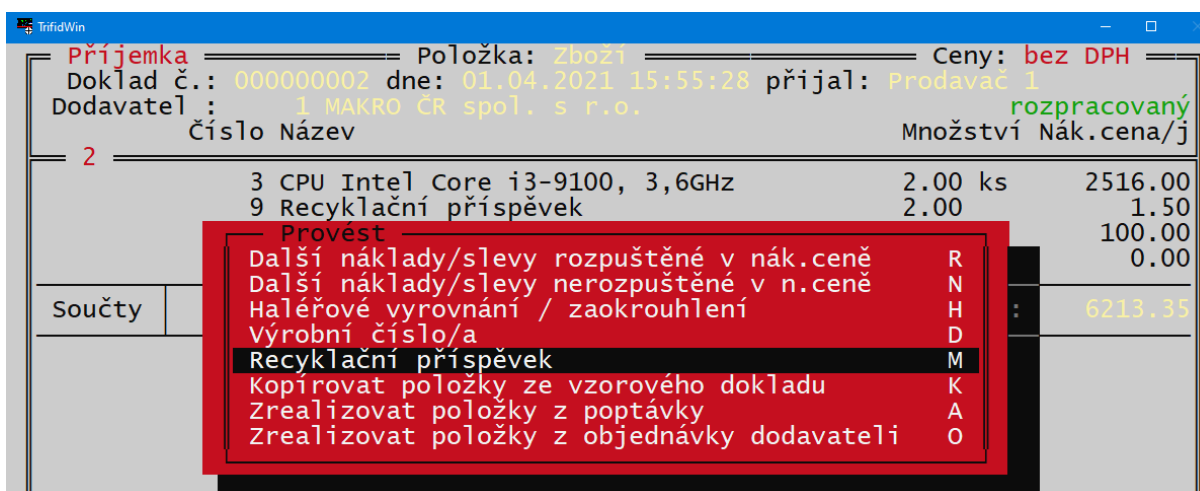 TrifidWin
Příjemka Položka: Zboží Ceny: bez DPH
Doklad č.: 000000002 dne: 01.04.2021 15:55:28 přijal: Prodavač 1
Dodavatel : 1 MAKRO ČR spol. s r.o.
rozpracovaný
Číslo Název Množství Nák.cena/j
2
3 CPU Intel Core i3-9100, 3,6GHz 2.00 ks 2516.00
9 Recyklační příspěvek 2.00 1.50
100.00
0.00
Součty : 6213.35
Provést
Další náklady/slevy rozpuštěné v nák.ceně R
Další náklady/slevy nerozpuštěné v n.ceně N
Haléřové vyrovnání / zaokrouhlení H
Výrobní číslo/a D
Recyklační příspěvek M
Kopírovat položky ze vzorového dokladu K
Zrealizovat položky z poptávky A
Zrealizovat položky z objednávky dodavateli O